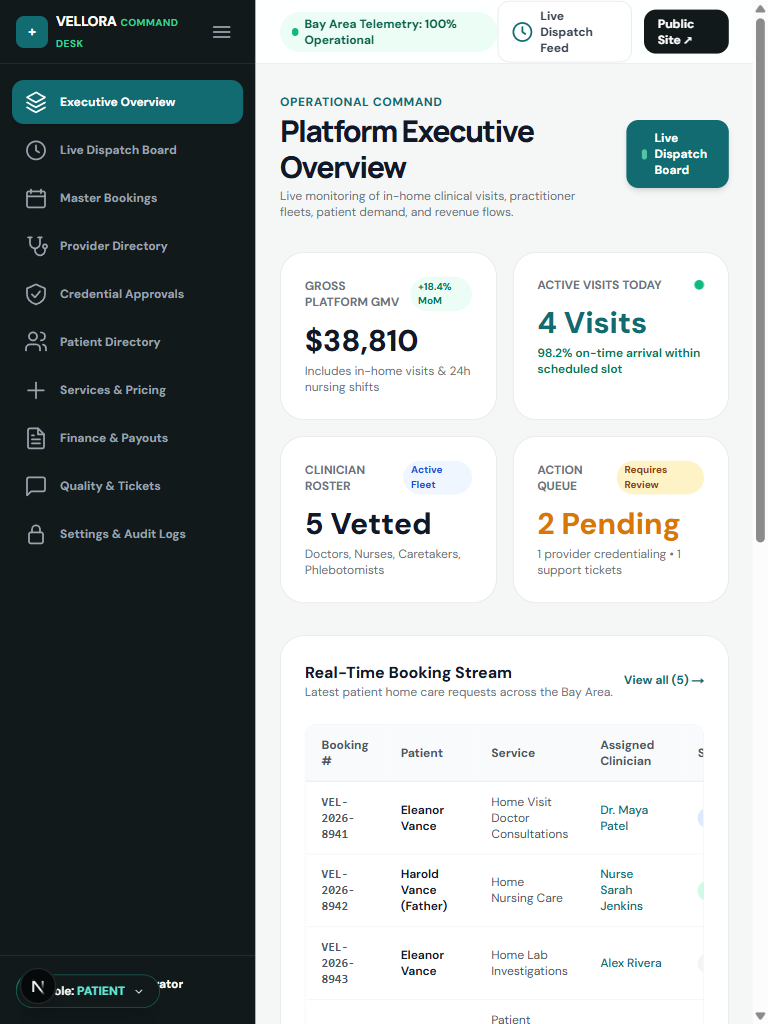 VELLORA COMMAND
DESK
Executive Overview
Live Dispatch Board
Master Bookings
Provider Directory
Credential Approvals
Patient Directory
Services & Pricing
Finance & Payouts
Quality & Tickets
Settings & Audit Logs
N
PATIENT
Bay Area Telemetry: 100%
Operational
Live
Dispatch
Feed
Public
Site ↗
OPERATIONAL COMMAND
Platform Executive
Overview
Live monitoring of in-home clinical visits, practitioner
fleets, patient demand, and revenue flows.
Live
Dispatch
Board
GROSS
PLATFORM GMV
+18.4%
MoM
$38,810
Includes in-home visits & 24h
nursing shifts
ACTIVE VISITS TODAY
4 Visits
98.2% on-time arrival within
scheduled slot
CLINICIAN
ROSTER
Active
Fleet
5 Vetted
Doctors, Nurses, Caretakers,
Phlebotomists
ACTION
QUEUE
Requires
Review
2 Pending
1 provider credentialing • 1
support tickets
Real-Time Booking Stream
Latest patient home care requests across the Bay Area.
View all (5) →
Booking
#
Patient
Service
Assigned
Clinician
VEL-
2026-
8941
Eleanor
Vance
Home Visit
Doctor
Consultations
Dr. Maya
Patel
VEL-
2026-
8942
Harold
Vance
(Father)
Home
Nursing Care
Nurse
Sarah
Jenkins
VEL-
2026-
8943
Eleanor
Vance
Home Lab
Investigations
Alex Rivera
Patient